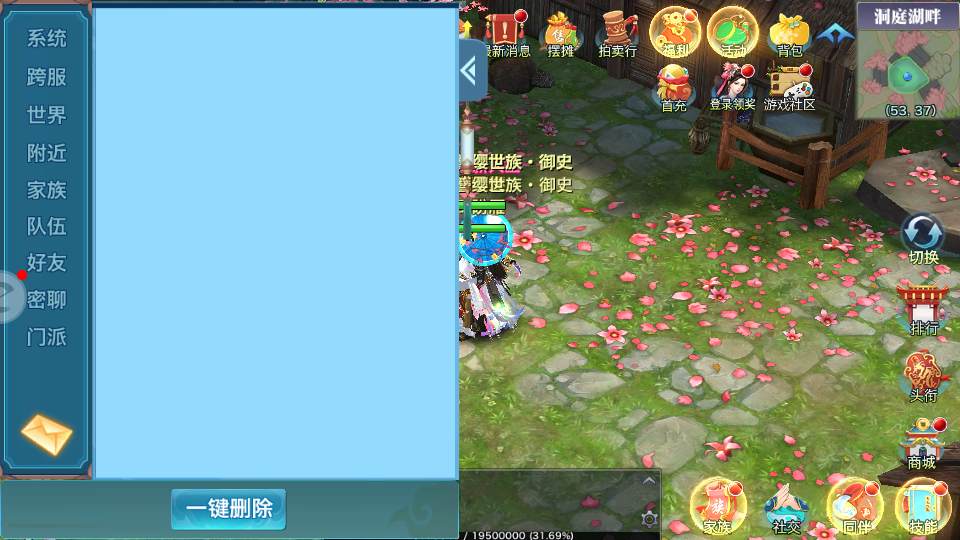 系统
跨服
世界
附近
家族
队伍
好友
密聊
门派
一键删除
最新消息
摆摊
售
拍卖行
福利
活动
背包
首充
登录领奖
游戏社区
洞庭湖畔
(53, 37)
缨世族·御史
缨世族·御史
切换
排行
头衔
商城
族
家族
社交
同伴
技能
/ 19500000 (31.69%)